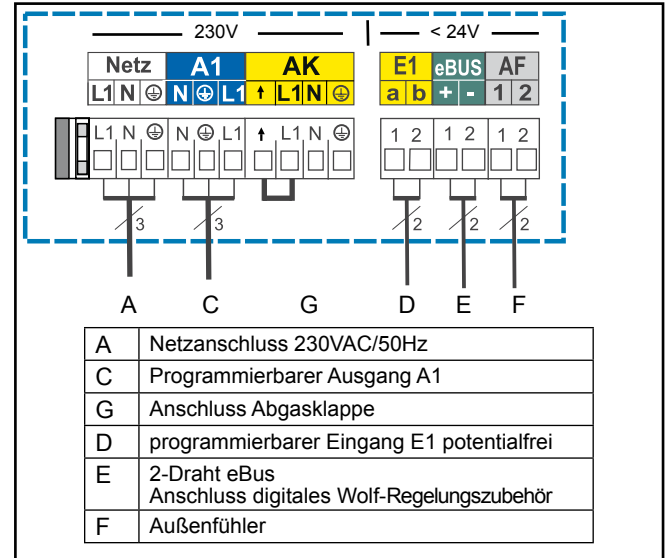 230V < 24V
Netz A1 AK E1 eBUS AF
L1 N ⏚ N ⏚ L1 ↑ L1 N ⏚ a b + - 1 2
L1 N ⏚ N ⏚ L1 ↑ L1 N ⏚ 1 2 1 2 1 2
3 3 2 2 2
A C G D E F
A Netzanschluss 230VAC/50Hz
C Programmierbarer Ausgang A1
G Anschluss Abgasklappe
D programmierbarer Eingang E1 potentialfrei
E 2-Draht eBus
Anschluss digitales Wolf-Regelungszubehör
F Außenfühler